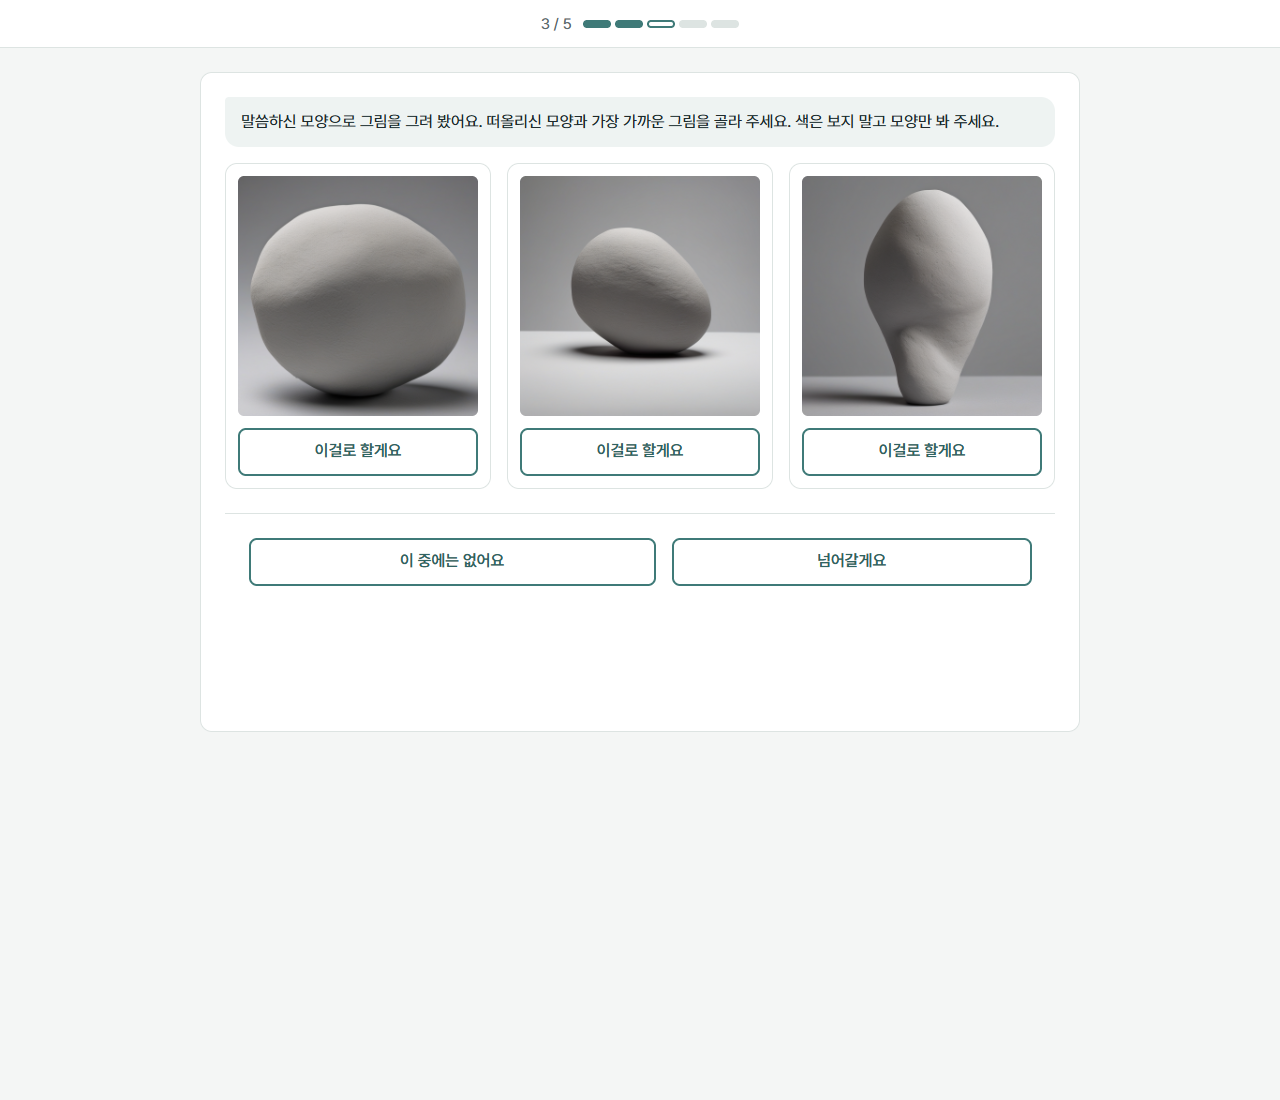 3 / 5
말씀하신 모양으로 그림을 그려 봤어요. 떠올리신 모양과 가장 가까운 그림을 골라 주세요. 색은 보지 말고 모양만 봐 주세요.
이걸로 할게요
이걸로 할게요
이걸로 할게요
이 중에는 없어요
넘어갈게요